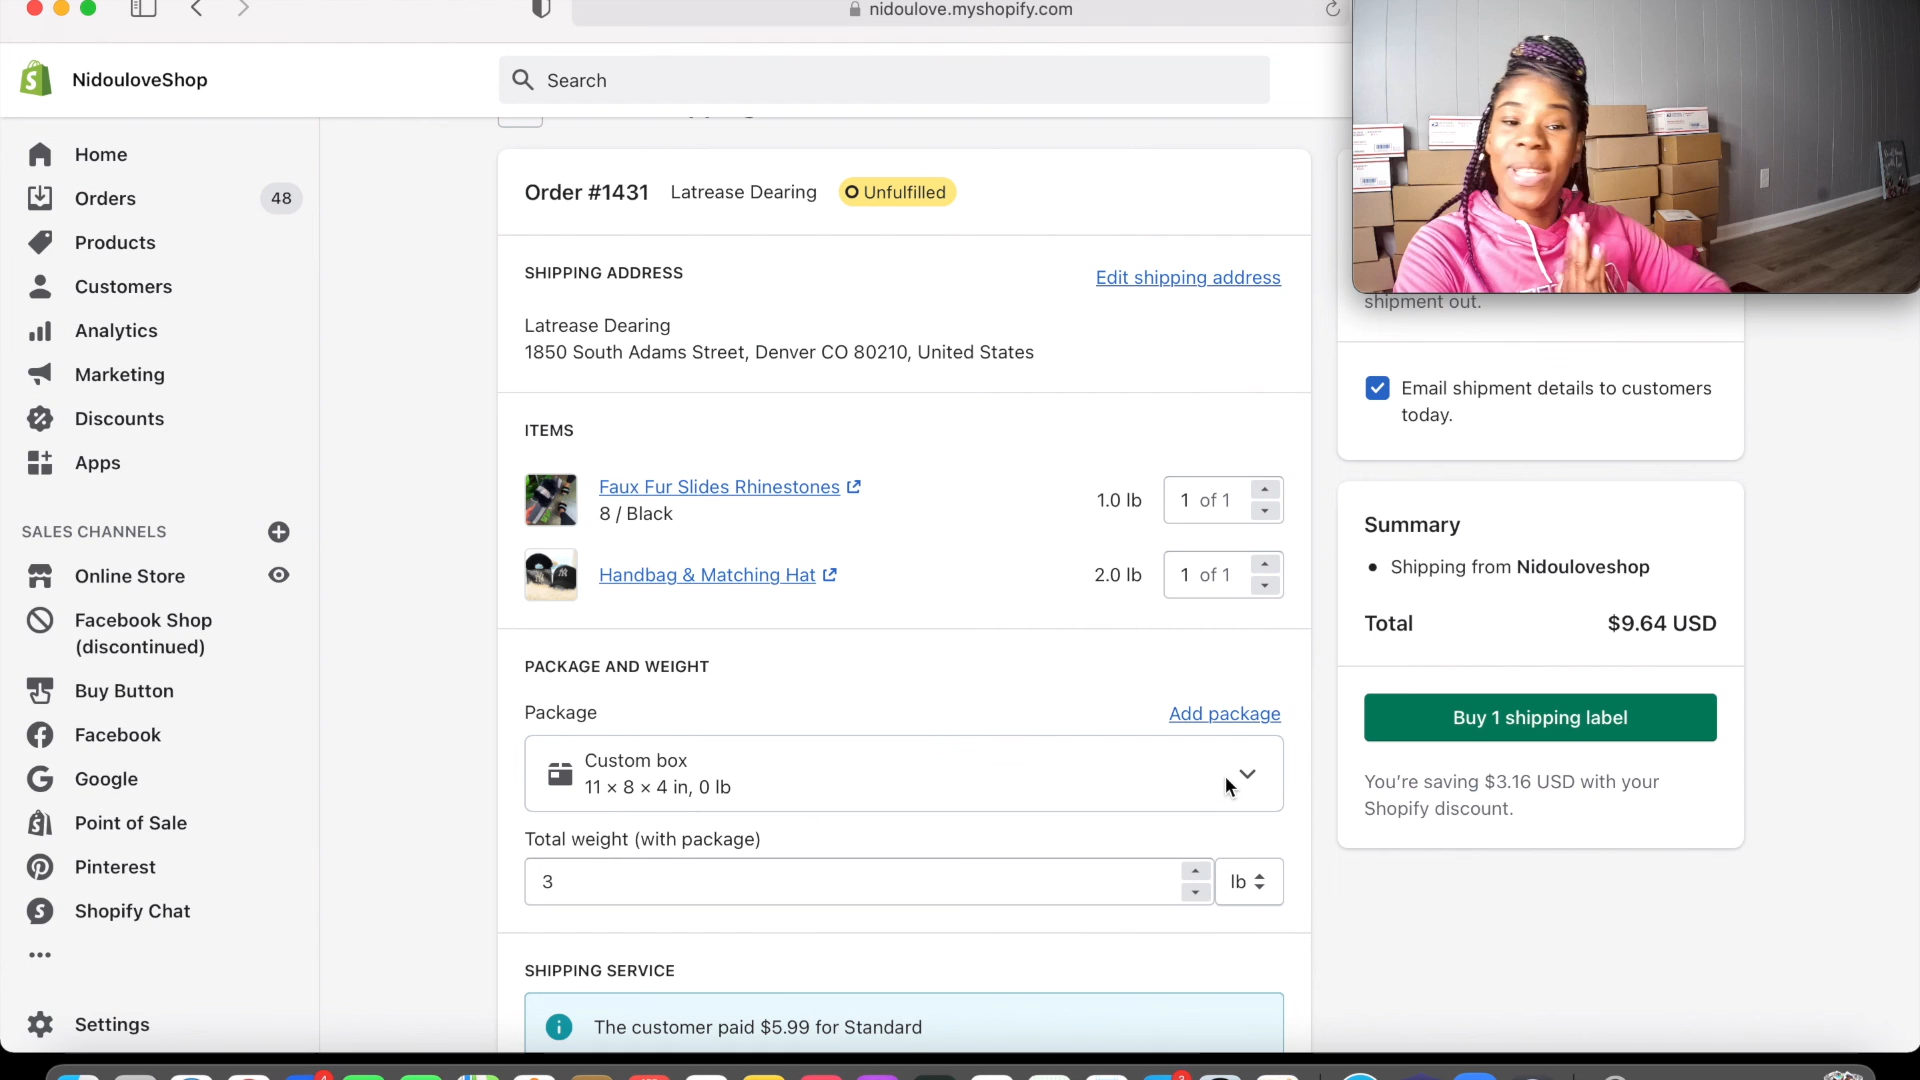 nidoulove.myshopify.com
NidouloveShop
Search
Home
Orders
48
Products
Customers
Analytics
Marketing
Discounts
Apps
SALES CHANNELS
Online Store
Facebook Shop
(discontinued)
Buy Button
Facebook
Google
Point of Sale
Pinterest
Shopify Chat
Settings
Order #1431 Latrease Dearing Unfulfilled
SHIPPING ADDRESS
Edit shipping address
Latrease Dearing
1850 South Adams Street, Denver CO 80210, United States
ITEMS
Faux Fur Slides Rhinestones
8 / Black
1.0 lb
1 of 1
Handbag & Matching Hat
2.0 lb
1 of 1
PACKAGE AND WEIGHT
Package
Add package
Custom box
11 × 8 × 4 in, 0 lb
Total weight (with package)
3
lb
SHIPPING SERVICE
The customer paid $5.99 for Standard
shipment out.
Email shipment details to customers
today.
Summary
• Shipping from Nidouloveshop
Total $9.64 USD
Buy 1 shipping label
You’re saving $3.16 USD with your
Shopify discount.